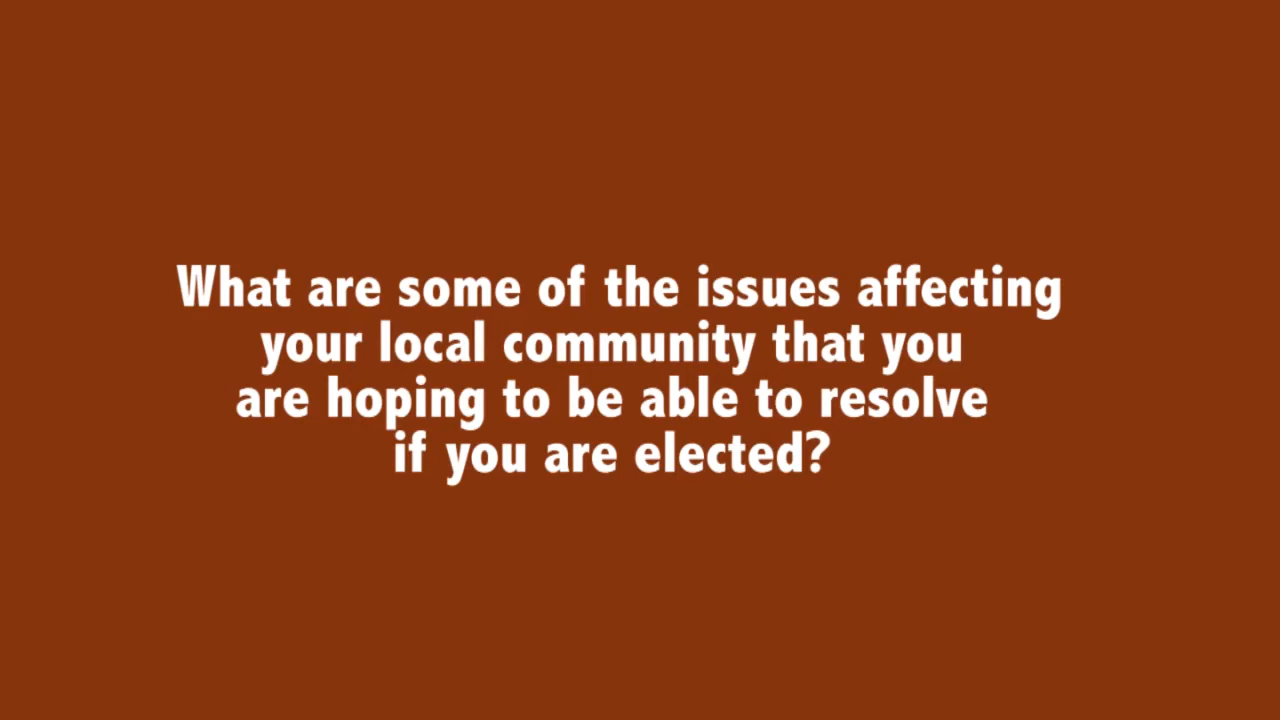 What are some of the issues affecting
your local community that you
are hoping to be able to resolve
if you are elected?